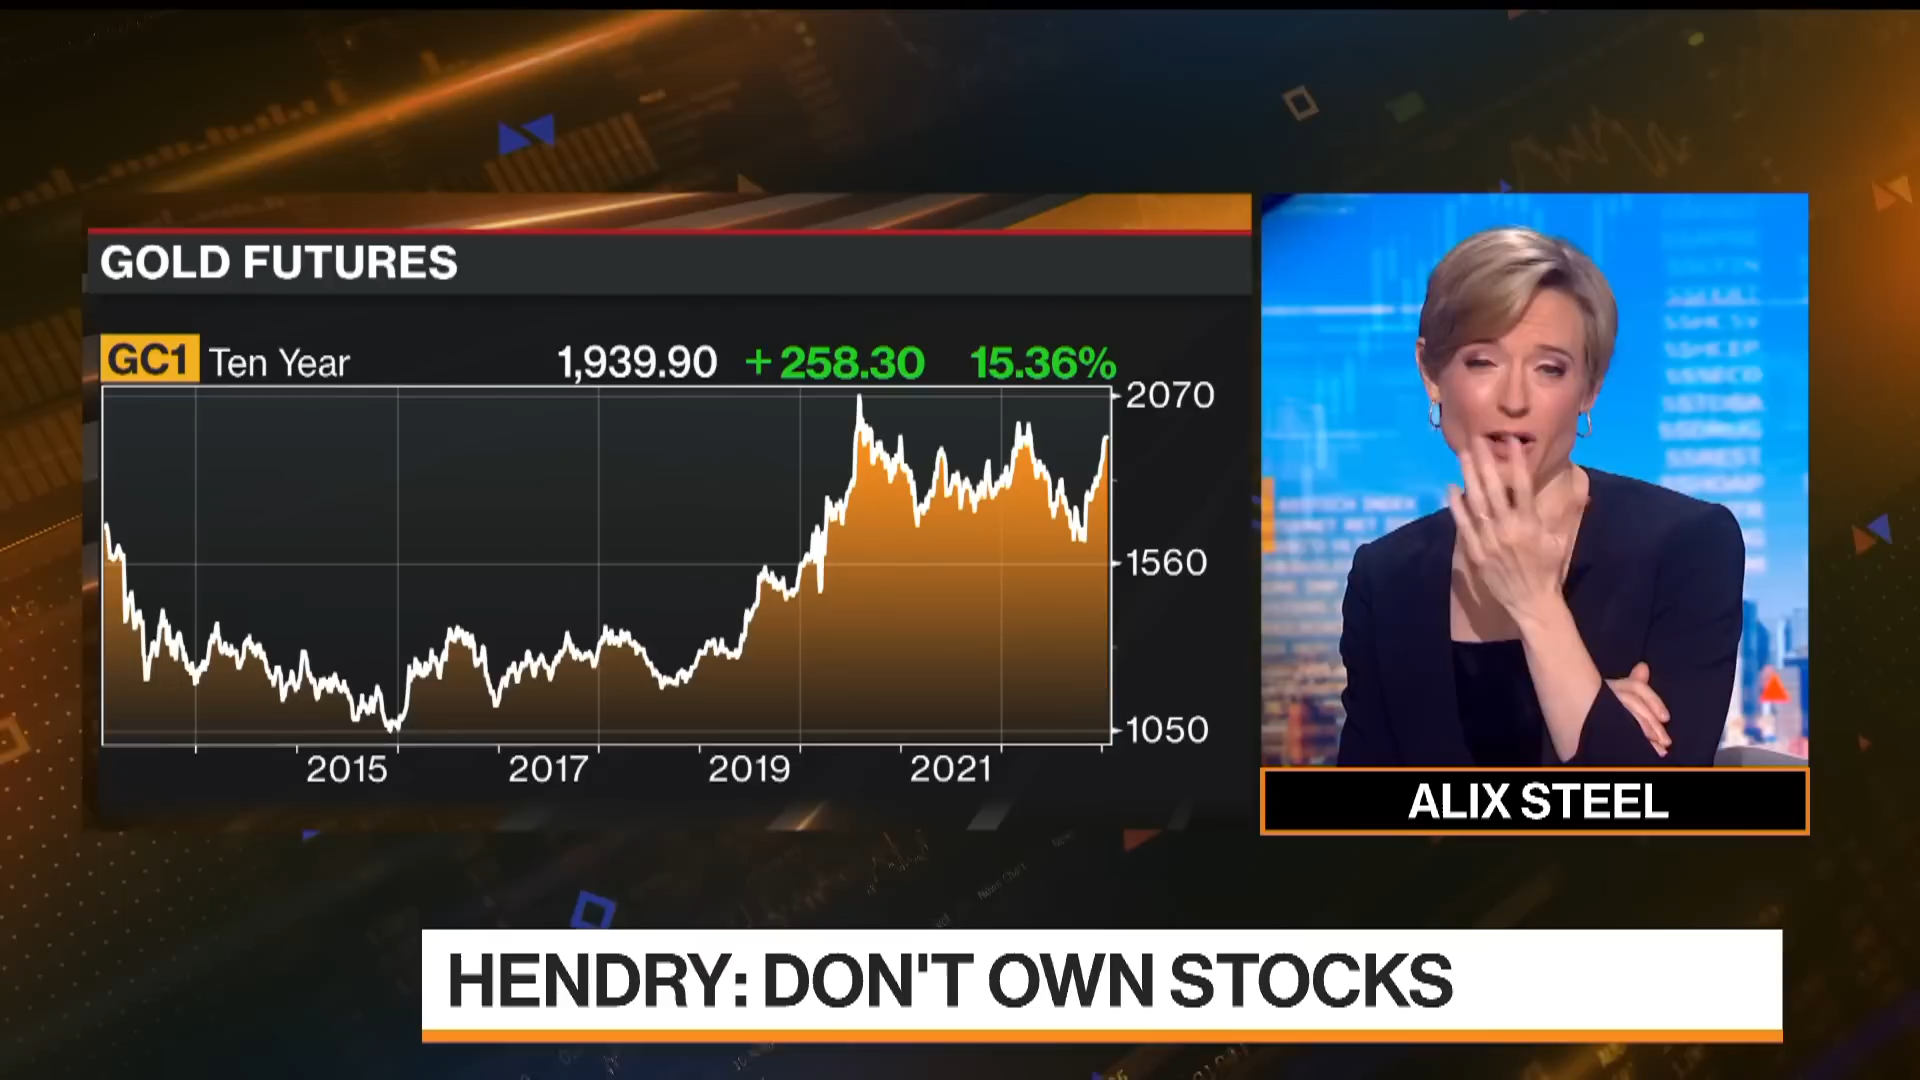 GOLD FUTURES
GC1 Ten Year 1,939.90 +258.30 15.36%
2070
1560
1050
2015 2017 2019 2021
ALIX STEEL
HENDRY: DON'T OWN STOCKS